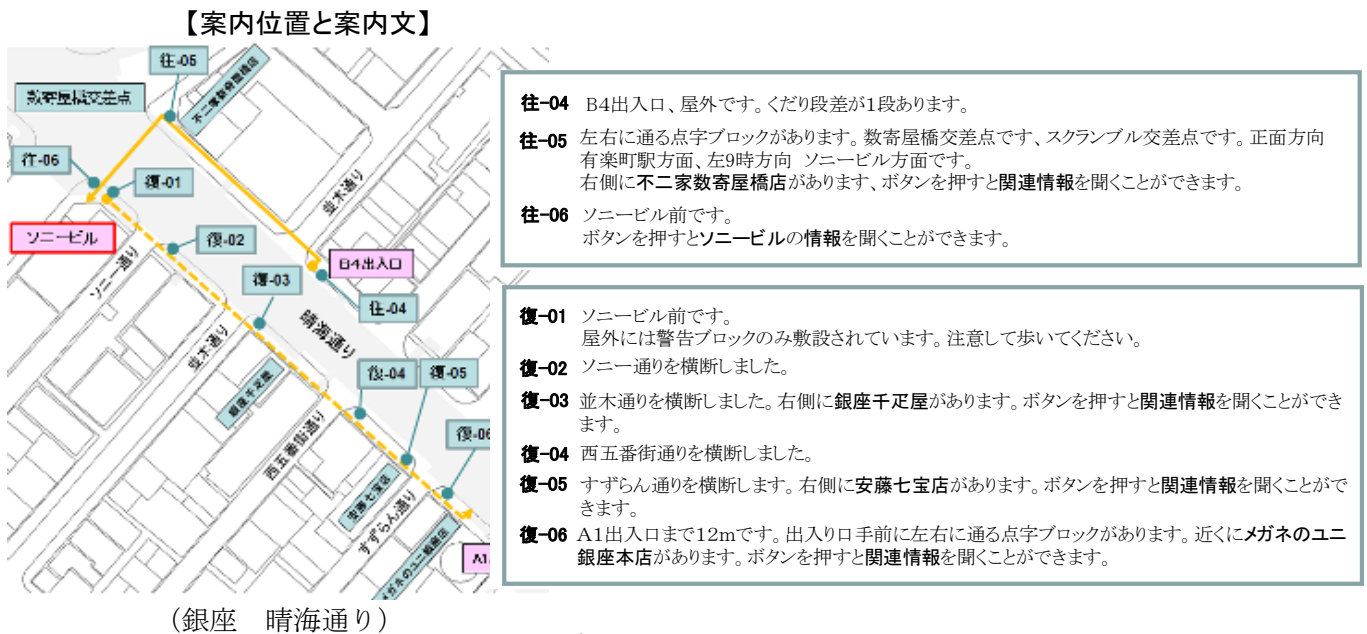 【案内位置と案内文】
往-05
不二家数寄屋橋店
数寄屋橋交差点
往-06
復-01
並木通り
ソニービル
復-02
B4出入口
ソニー通り
復-03
往-04
晴海通り
並木通り
復-04
復-05
銀座千疋屋
復-06
西五番街通り
安藤七宝店
すずらん通り
メガネのユニ銀座本店
A1
（銀座　晴海通り）
往-04 B4出入口、屋外です。くだり段差が1段あります。
往-05 左右に通る点字ブロックがあります。数寄屋橋交差点です、スクランブル交差点です。正面方向
有楽町駅方面、左9時方向 ソニービル方面です。
右側に不二家数寄屋橋店があります、ボタンを押すと関連情報を聞くことができます。
往-06 ソニービル前です。
ボタンを押すとソニービルの情報を聞くことができます。
復-01 ソニービル前です。
屋外には警告ブロックのみ敷設されています。注意して歩いてください。
復-02 ソニー通りを横断しました。
復-03 並木通りを横断しました。右側に銀座千疋屋があります。ボタンを押すと関連情報を聞くことができ
ます。
復-04 西五番街通りを横断しました。
復-05 すずらん通りを横断します。右側に安藤七宝店があります。ボタンを押すと関連情報を聞くことがで
きます。
復-06 A1出入口まで12mです。出入り口手前に左右に通る点字ブロックがあります。近くにメガネのユニ
銀座本店があります。ボタンを押すと関連情報を聞くことができます。